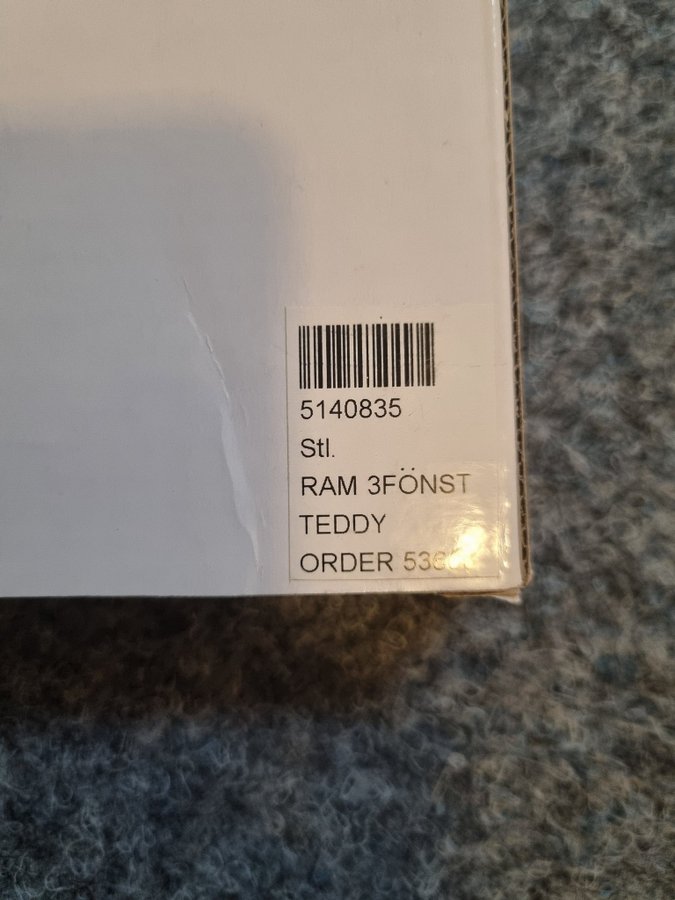 5140835
Stl.
RAM 3FÖNST
TEDDY
ORDER